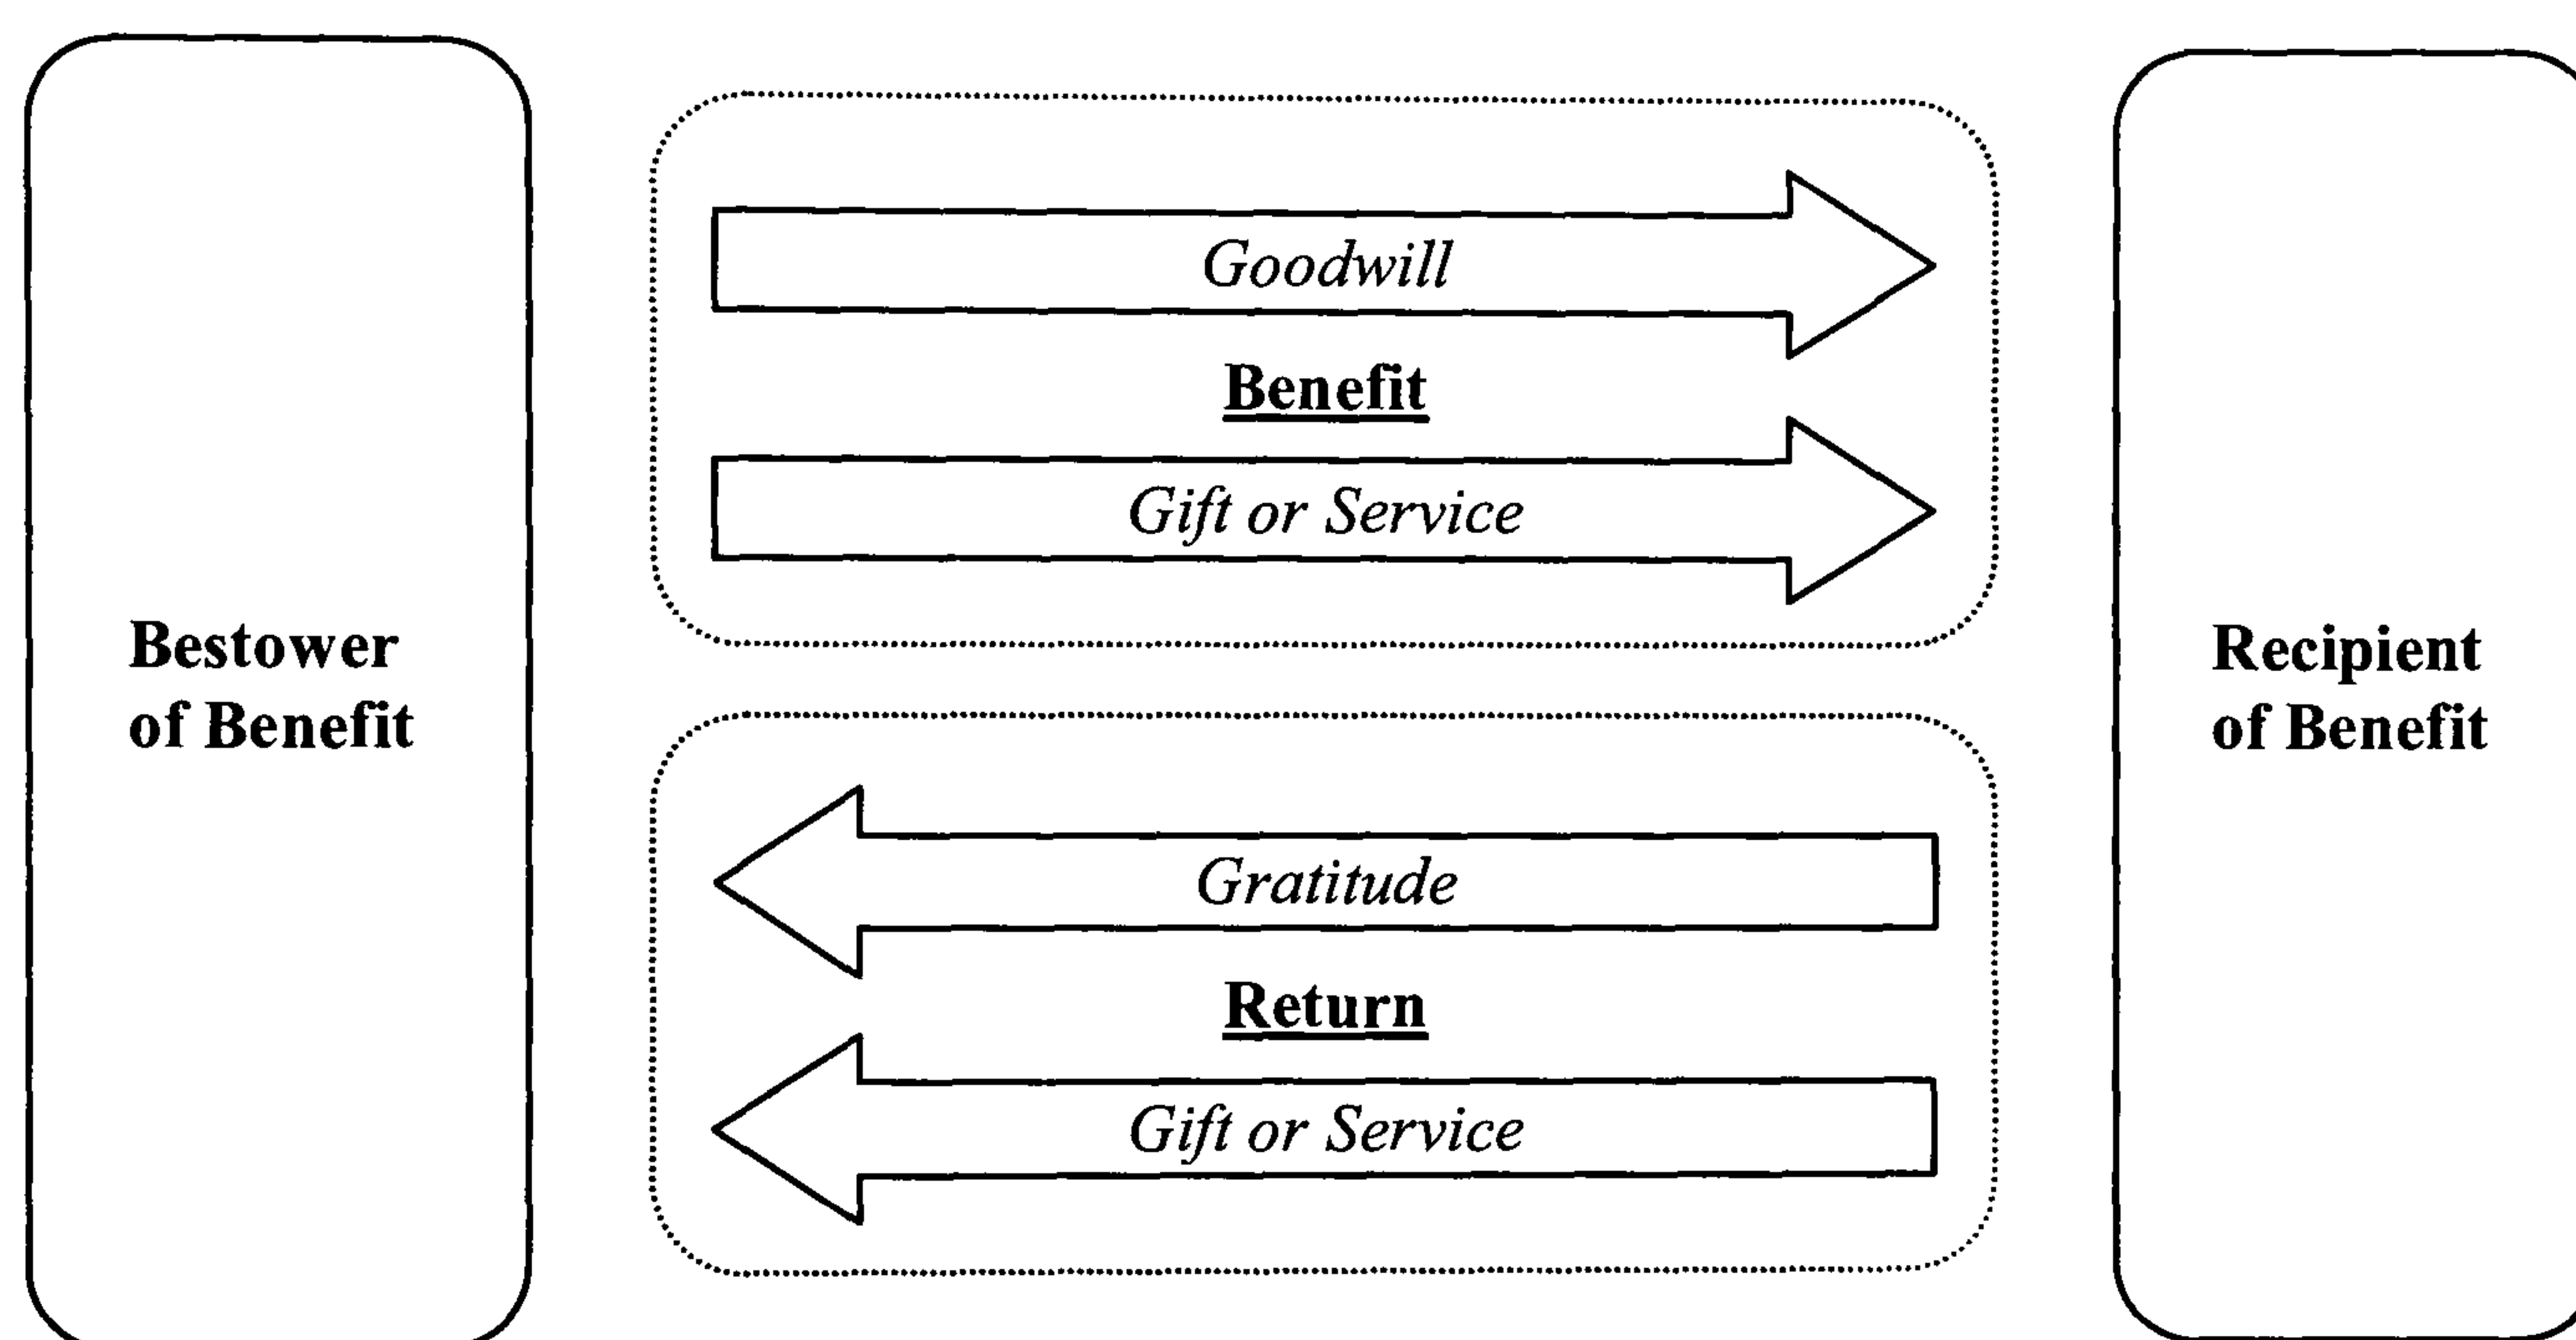 Bestower
of Benefit
Goodwill
Benefit
Gift or Service
Gratitude
Return
Gift or Service
Recipient
of Benefit